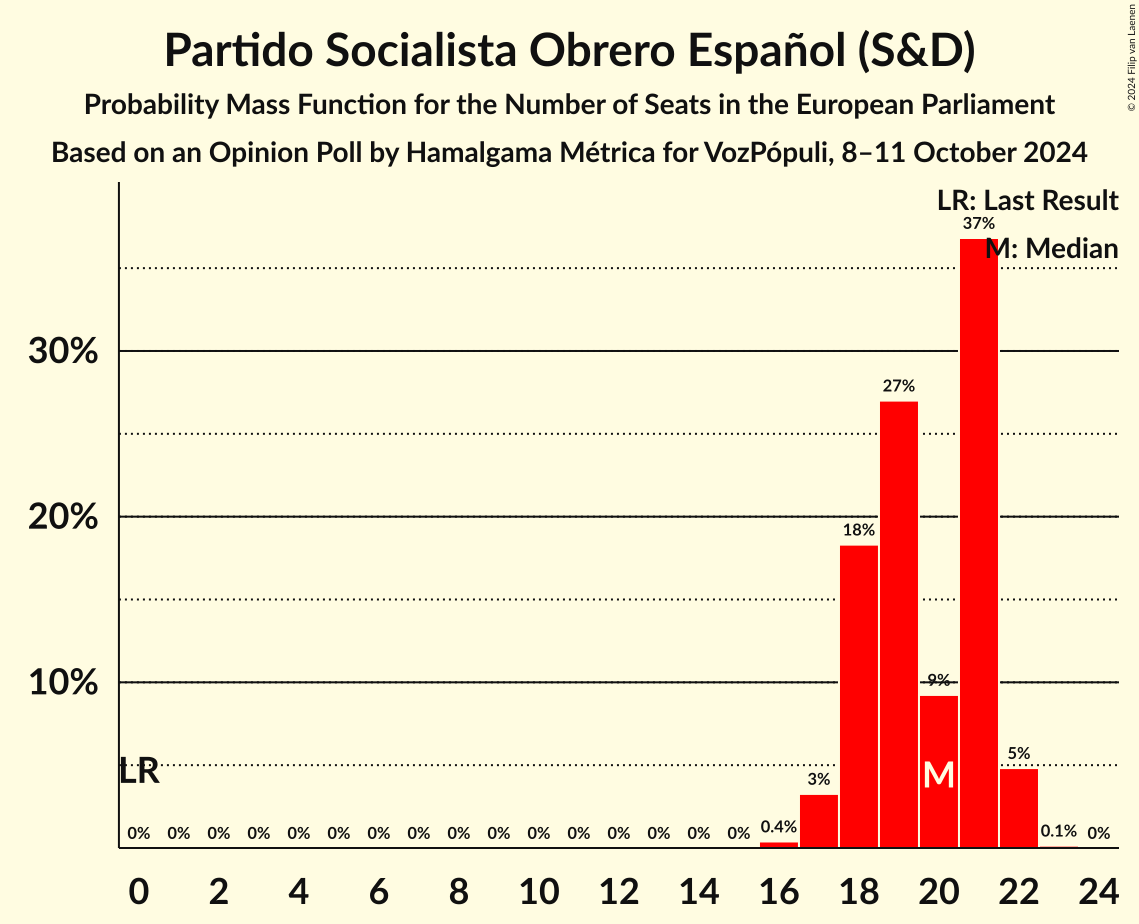 Partido Socialista Obrero Español (S&D)
Probability Mass Function for the Number of Seats in the European Parliament
Based on an Opinion Poll by Hamalgama Métrica for VozPópuli, 8–11 October 2024
© 2024 Filip van Laenen
LR: Last Result
M: Median
30%
20%
10%
LR
M
0% 0% 0% 0% 0% 0% 0% 0% 0% 0% 0% 0% 0% 0% 0% 0% 0.4% 3% 18% 27% 9% 37% 5% 0.1% 0%
0 2 4 6 8 10 12 14 16 18 20 22 24